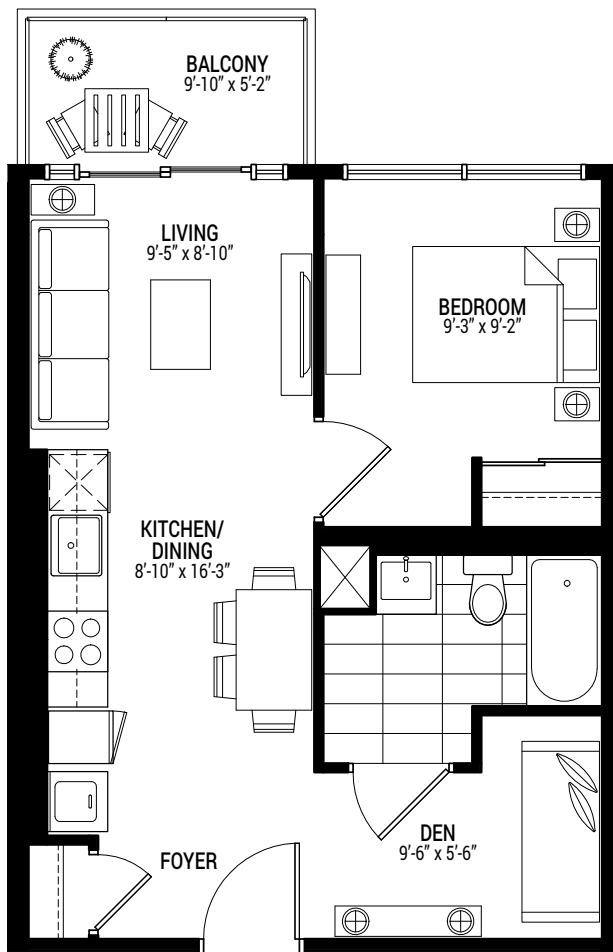 BALCONY
9’-10” x 5’-2”
LIVING
9’-5” x 8’-10”
BEDROOM
9’-3” x 9’-2”
KITCHEN/
DINING
8’-10” x 16’-3”
DEN
9’-6” x 5’-6”
FOYER